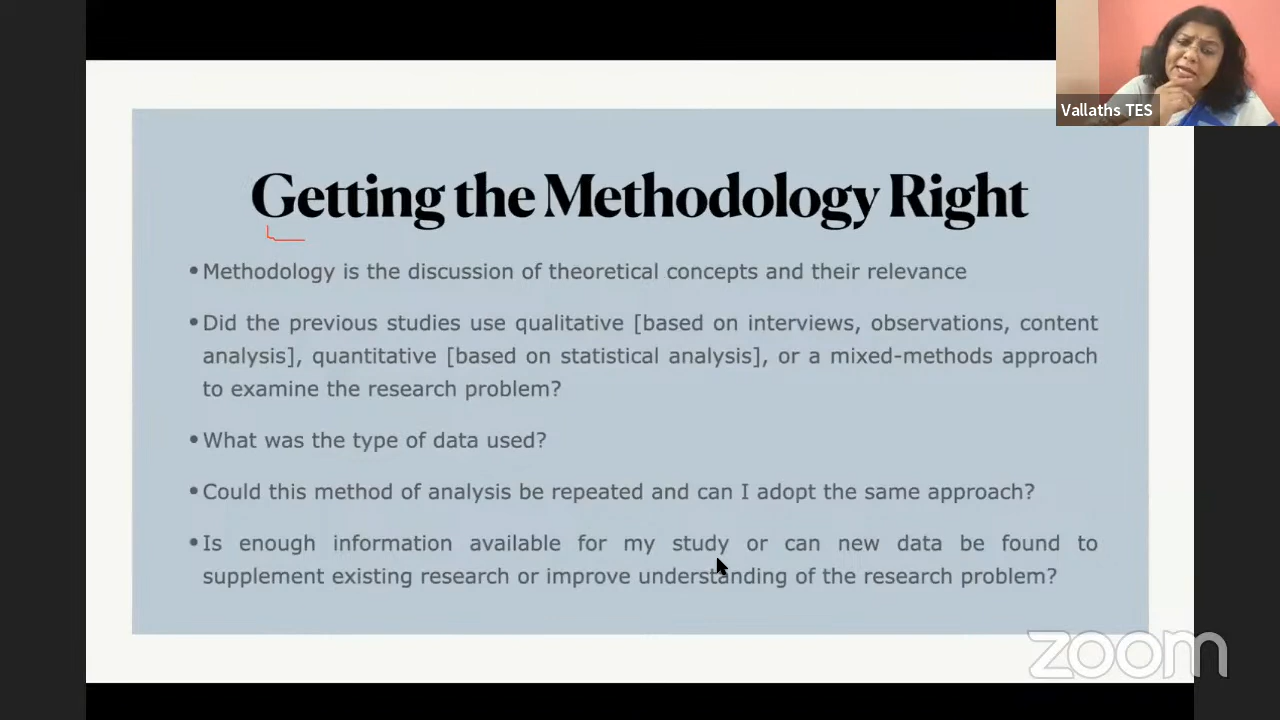 Vallaths TES
Getting the Methodology Right
•Methodology is the discussion of theoretical concepts and their relevance
•Did the previous studies use qualitative [based on interviews, observations, content
analysis], quantitative [based on statistical analysis], or a mixed-methods approach
to examine the research problem?
•What was the type of data used?
•Could this method of analysis be repeated and can I adopt the same approach?
•Is enough information available for my study or can new data be found to
supplement existing research or improve understanding of the research problem?
zoom